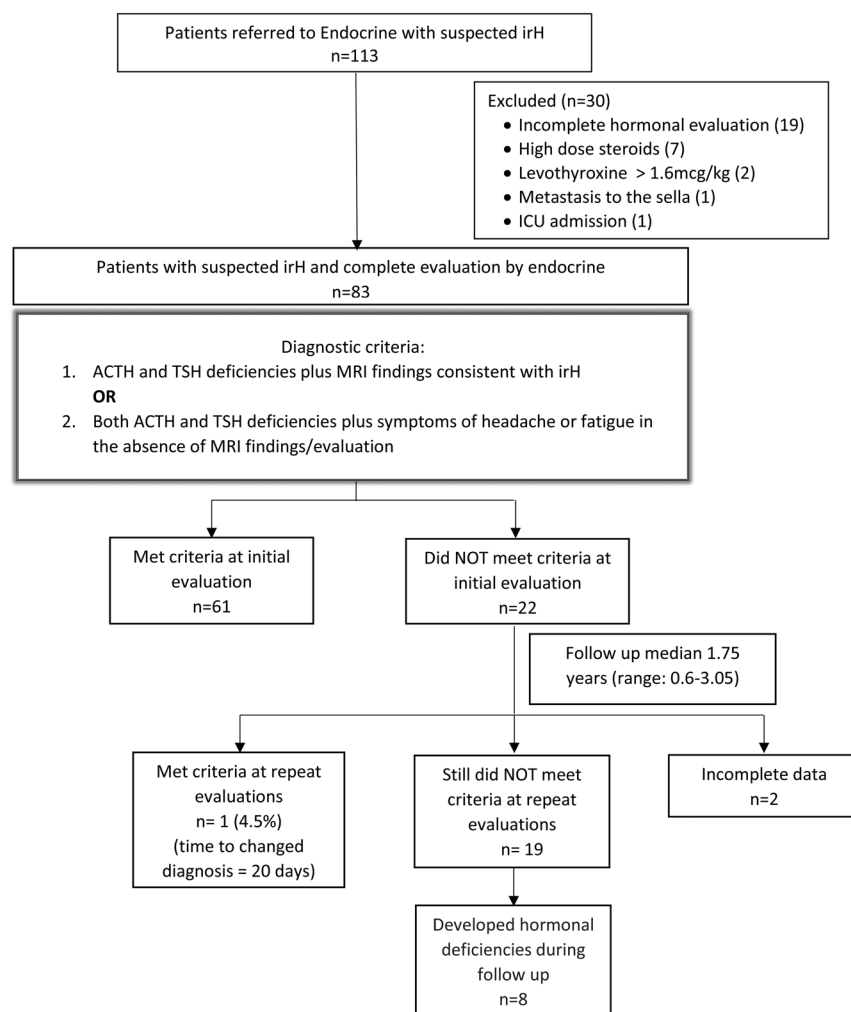 Patients referred to Endocrine with suspected irH
n=113
Excluded (n=30)
• Incomplete hormonal evaluation (19)
• High dose steroids (7)
• Levothyroxine > 1.6mcg/kg (2)
• Metastasis to the sella (1)
• ICU admission (1)
Patients with suspected irH and complete evaluation by endocrine
n=83
Diagnostic criteria:
1. ACTH and TSH deficiencies plus MRI findings consistent with irH
OR
2. Both ACTH and TSH deficiencies plus symptoms of headache or fatigue in
the absence of MRI findings/evaluation
Met criteria at initial
evaluation
n=61
Did NOT meet criteria at
initial evaluation
n=22
Follow up median 1.75
years (range: 0.6-3.05)
Met criteria at repeat
evaluations
n= 1 (4.5%)
(time to changed
diagnosis = 20 days)
Still did NOT meet
criteria at repeat
evaluations
n= 19
Incomplete data
n=2
Developed hormonal
deficiencies during
follow up
n=8